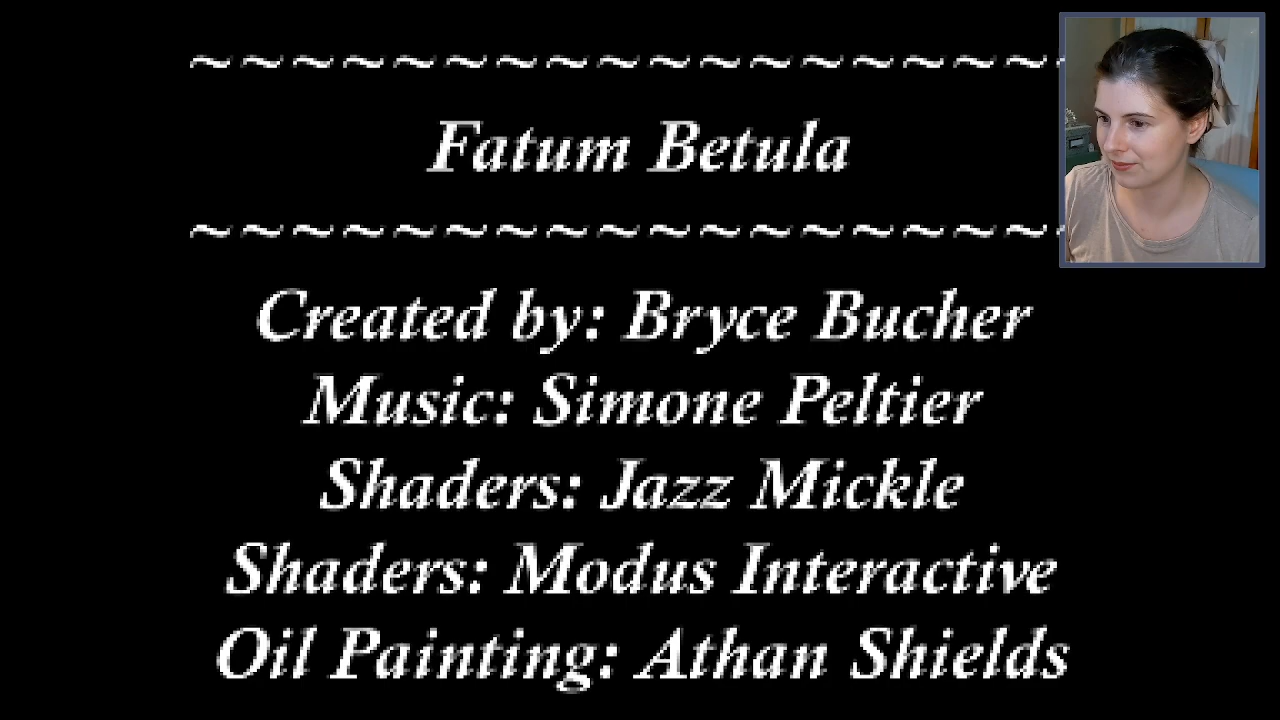 ~~~~~~~~~~~~~~~~~~
Fatum Betula
~~~~~~~~~~~~~~~~~~
Created by: Bryce Bucher
Music: Simone Peltier
Shaders: Jazz Mickle
Shaders: Modus Interactive
Oil Painting: Athan Shields